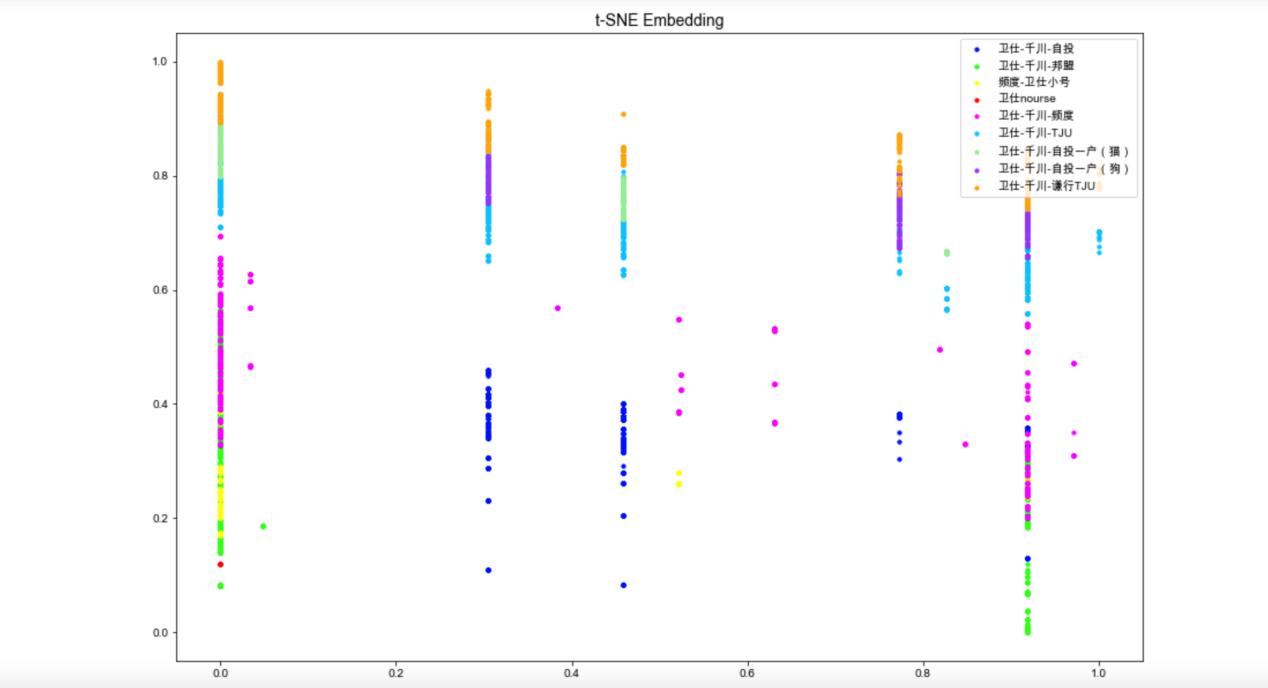 t-SNE Embedding
卫仕-千川-自投
卫仕-千川-邦盟
频度-卫仕小号
卫仕nourse
卫仕-千川-频度
卫仕-千川-TJU
卫仕-千川-自投一户（猫）
卫仕-千川-自投一户（狗）
卫仕-千川-谦行TJU
1.0
0.8
0.6
0.4
0.2
0.0
0.0 0.2 0.4 0.6 0.8 1.0